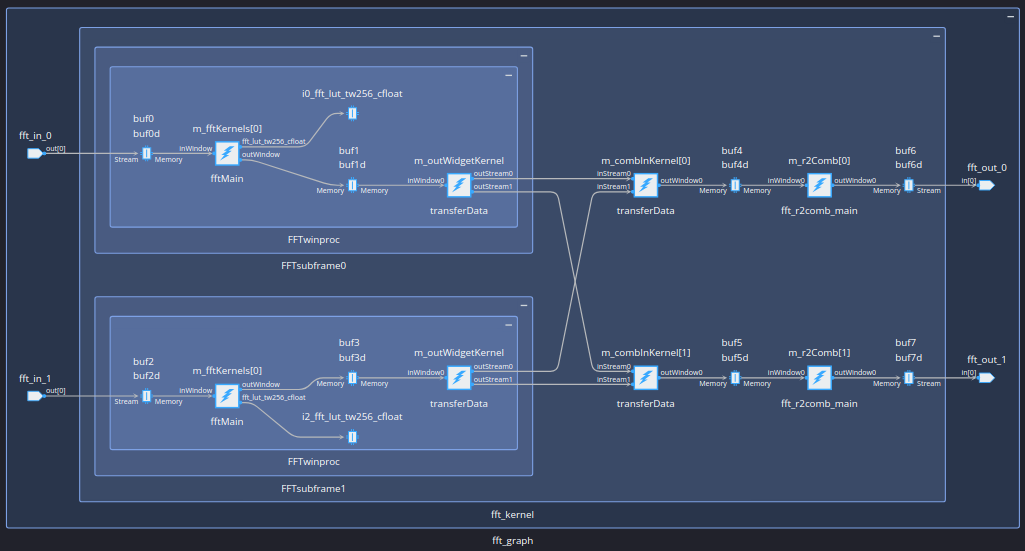 fft_in_0
out[0]
buf0
buf0d
Stream
Memory
inWindow
m_fftKernels[0]
fft_lut_tw256_cfloat
outWindow
fftMain
i0_fft_lut_tw256_cfloat
buf1
buf1d
Memory
Memory
inWindow0
m_outWidgetKernel
outStream0
outStream1
transferData
FFTwinproc
FFTsubframe0
m_combInKernel[0]
inStream0
inStream1
outWindow0
transferData
buf4
buf4d
Memory
Memory
m_r2Comb[0]
inWindow0
outWindow0
fft_r2comb_main
buf6
buf6d
Memory
Stream
fft_out_0
in[0]
fft_in_1
out[0]
buf2
buf2d
Stream
Memory
inWindow
m_fftKernels[0]
outWindow
fft_lut_tw256_cfloat
fftMain
buf3
buf3d
Memory
Memory
i2_fft_lut_tw256_cfloat
m_outWidgetKernel
inWindow0
outStream0
outStream1
transferData
FFTwinproc
FFTsubframe1
m_combInKernel[1]
inStream0
inStream1
outWindow0
transferData
buf5
buf5d
Memory
Memory
m_r2Comb[1]
inWindow0
outWindow0
fft_r2comb_main
buf7
buf7d
Memory
Stream
fft_out_1
in[0]
fft_kernel
fft_graph